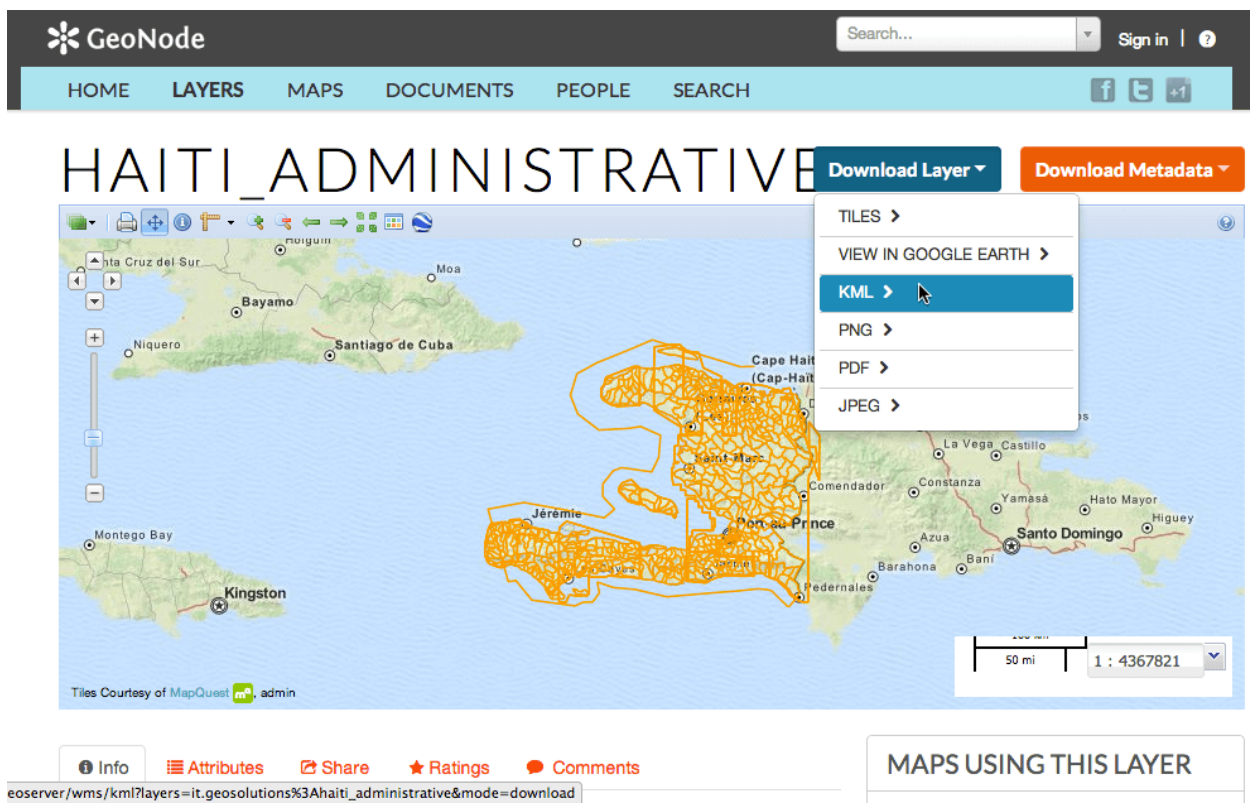 GeoNode
Search...
Sign in | ?
HOME LAYERS MAPS DOCUMENTS PEOPLE SEARCH
f t +1
HAITI_ADMINISTRATIVE
Download Layer
Download Metadata
TILES
VIEW IN GOOGLE EARTH
KML
PNG
PDF
JPEG
Holguin
nta Cruz del Sur
Moa
Bayamo
Niquero
Santiago de Cuba
Cape Hait
(Cap-Haït
La Vega
Castillo
Saint-Marc
Comendador
Constanza
Yamasá
Hato Mayor
Higuey
Jérémie
Port-au-Prince
Santo Domingo
Azua
Montego Bay
Baní
Barahona
Pedernales
Kingston
50 mi
1 : 4367821
Tiles Courtesy of MapQuest m, admin
Info Attributes Share Ratings Comments
MAPS USING THIS LAYER
eoserver/wms/kml?layers=it.geosolutions%3Ahaiti_administrative&mode=download